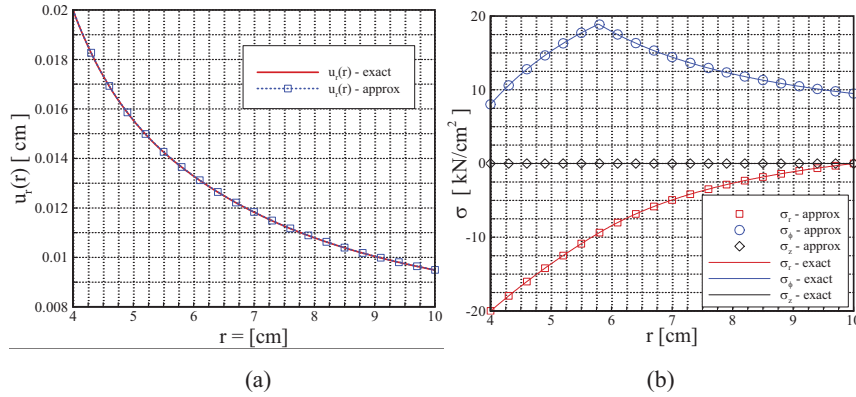 0.02
0.018
0.016
0.014
0.012
0.01
0.008
u_r(r) [ cm ]
u_r(r) - exact
u_r(r) - approx
4 5 6 7 8 9 10
r = [cm]
(a)
20
10
0
-10
-20
σ [ kN/cm²]
σ_r - approx
σ_ϕ - approx
σ_z - approx
σ_r - exact
σ_ϕ - exact
σ_z - exact
4 5 6 7 8 9 10
r [cm]
(b)